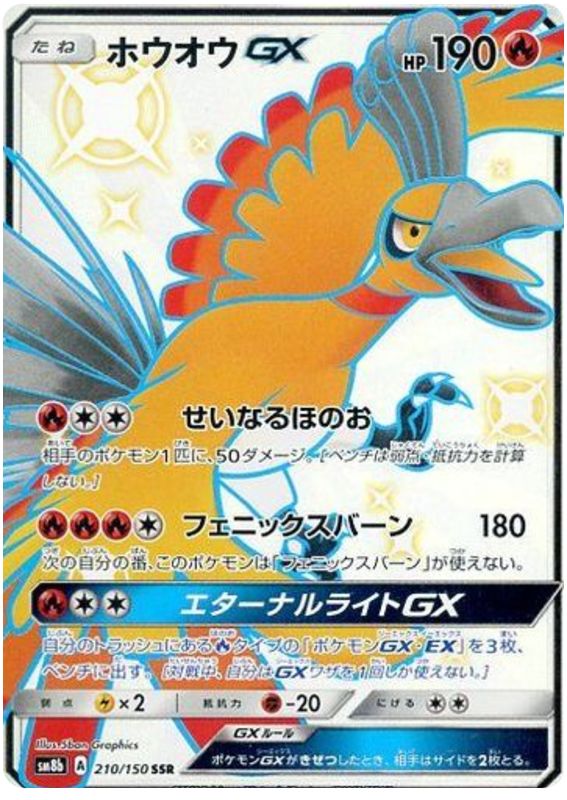 たね ホウオウGX HP 190
せいなるほのお
相手のポケモン1匹に、50ダメージ。[ベンチは弱点・抵抗力を計算
しない。]
フェニックスバーン 180
次の自分の番、このポケモンは「フェニックスバーン」が使えない。
エターナルライトGX
自分のトラッシュにあるタイプの「ポケモンGX・EX」を3枚、
ベンチに出す。[対戦中、自分はGXワザを1回しか使えない。]
弱点 ×2 抵抗力 -20 にげる
GXルール
ポケモンGXがきぜつしたとき、相手はサイドを2枚とる。
Illus. 5ban Graphics
sm8b A 210/150 SSR